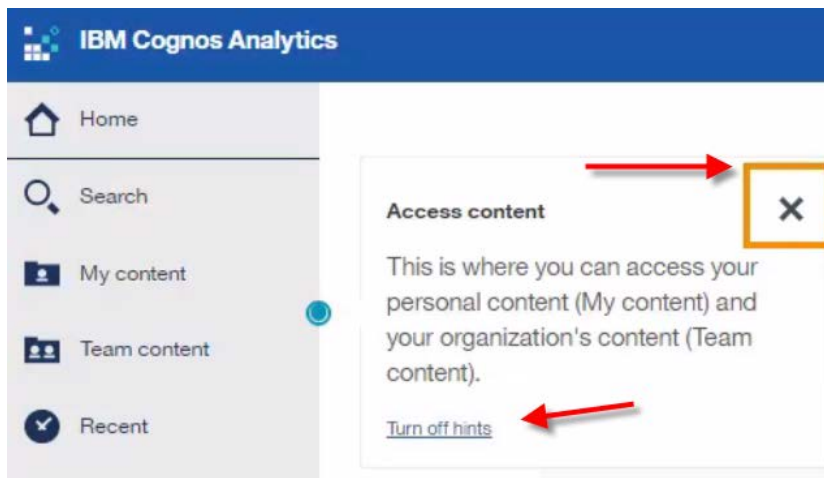 IBM Cognos Analytics
Home
Search
My content
Team content
Recent
Access content
This is where you can access your
personal content (My content) and
your organization's content (Team
content).
Turn off hints